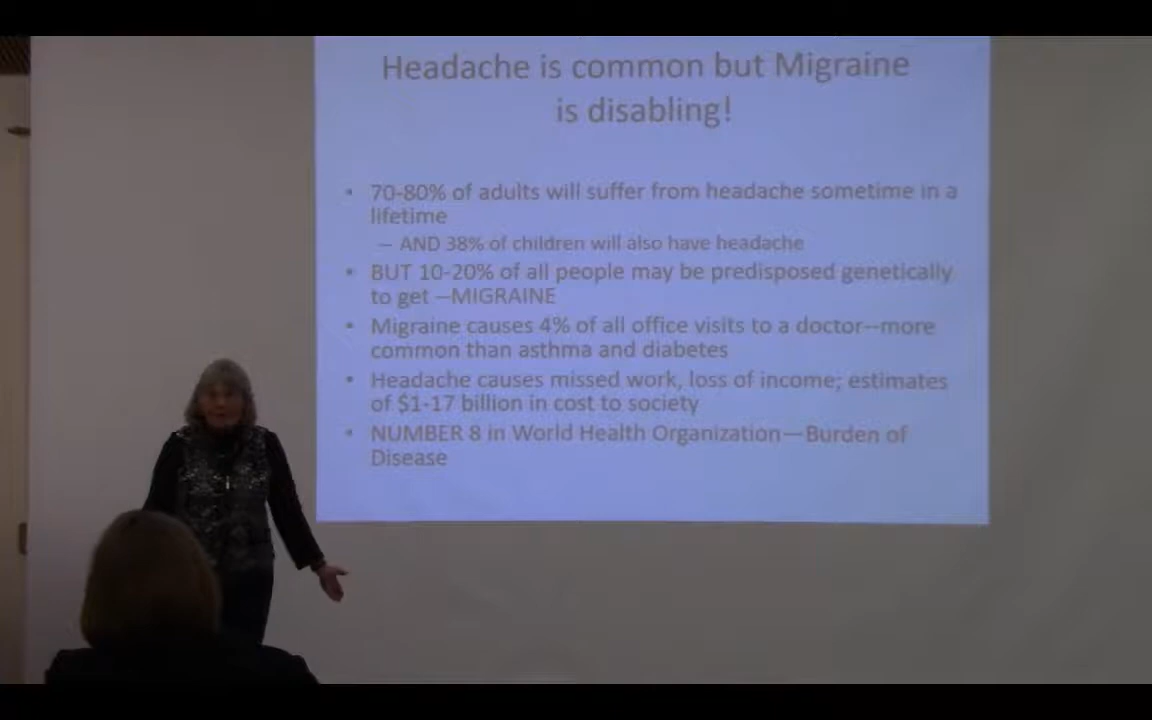 Headache is common but Migraine
is disabling!
• 70-80% of adults will suffer from headache sometime in a
lifetime
– AND 38% of children will also have headache
• BUT 10-20% of all people may be predisposed genetically
to get –MIGRAINE
• Migraine causes 4% of all office visits to a doctor--more
common than asthma and diabetes
• Headache causes missed work, loss of income; estimates
of $1-17 billion in cost to society
• NUMBER 8 in World Health Organization—Burden of
Disease